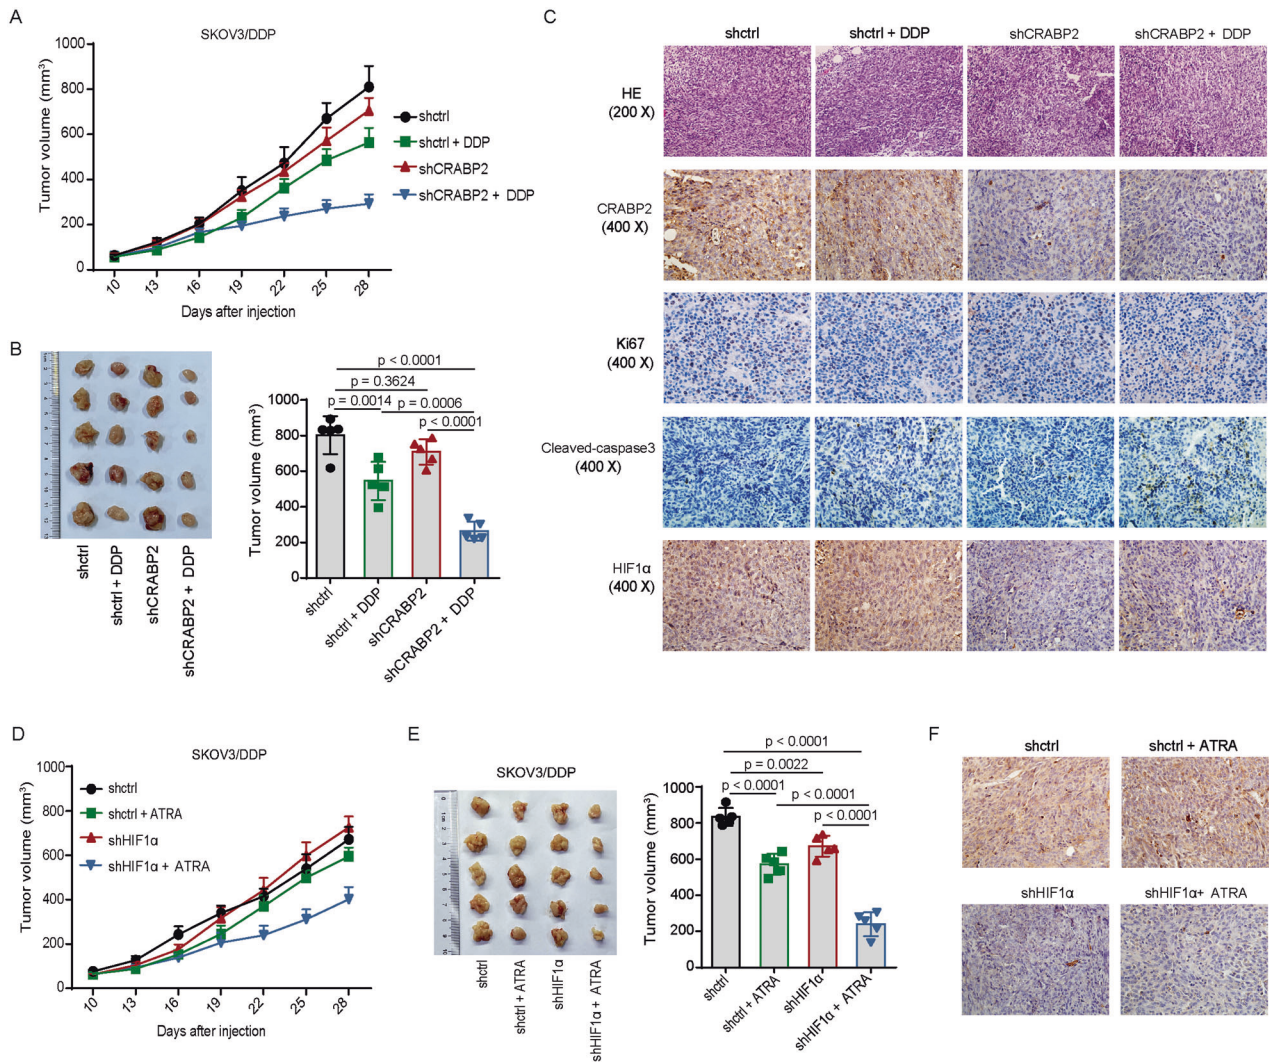 A
SKOV3/DDP
Tumor volume (mm³)
1000
800
600
400
200
0
10 13 16 19 22 25 28
Days after injection
shctrl
shctrl + DDP
shCRABP2
shCRABP2 + DDP
B
shctrl
shctrl + DDP
shCRABP2
shCRABP2 + DDP
p < 0.0001
p = 0.3624
p = 0.0014 p = 0.0006
p <0.0001
Tumor volume (mm³)
1000
800
600
400
200
0
shctrl
shctrl + DDP
shCRABP2
shCRABP2 + DDP
C
shctrl shctrl + DDP shCRABP2 shCRABP2 + DDP
HE
(200 X)
CRABP2
(400 X)
Ki67
(400 X)
Cleaved-caspase3
(400 X)
HIF1α
(400 X)
D
SKOV3/DDP
Tumor volume (mm³)
1000
800
600
400
200
0
10 13 16 19 22 25 28
Days after injection
shctrl
shctrl + ATRA
shHIF1α
shHIF1α + ATRA
E
SKOV3/DDP
shctrl
shctrl + ATRA
shHIF1α
shHIF1α + ATRA
p < 0.0001
p = 0.0022
p <0.0001
p < 0.0001
p < 0.0001
Tumor volume (mm³)
1000
800
600
400
200
0
shctrl
shctrl + ATRA
shHIF1α
shHIF1α + ATRA
F
shctrl shctrl + ATRA
shHIF1α shHIF1α+ ATRA